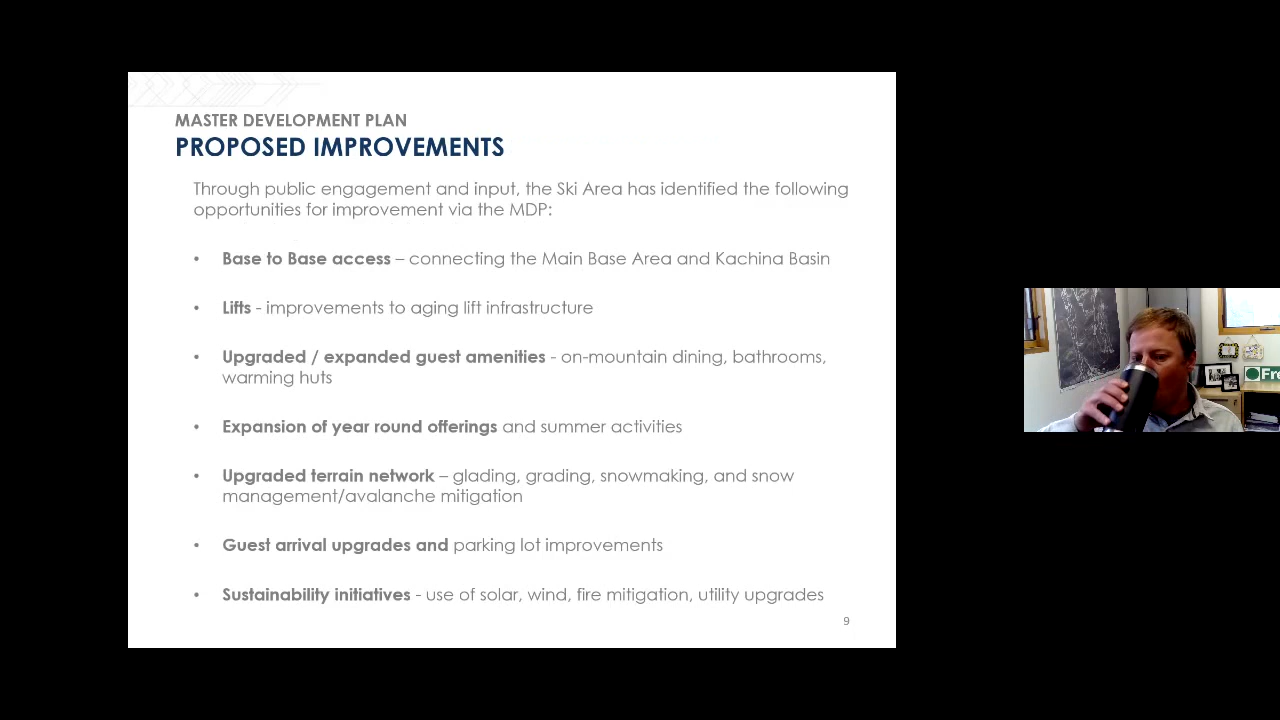 MASTER DEVELOPMENT PLAN
PROPOSED IMPROVEMENTS
Through public engagement and input, the Ski Area has identified the following
opportunities for improvement via the MDP:
• Base to Base access – connecting the Main Base Area and Kachina Basin
• Lifts - improvements to aging lift infrastructure
• Upgraded / expanded guest amenities - on-mountain dining, bathrooms,
warming huts
• Expansion of year round offerings and summer activities
• Upgraded terrain network – glading, grading, snowmaking, and snow
management/avalanche mitigation
• Guest arrival upgrades and parking lot improvements
• Sustainability initiatives - use of solar, wind, fire mitigation, utility upgrades
9
Fre